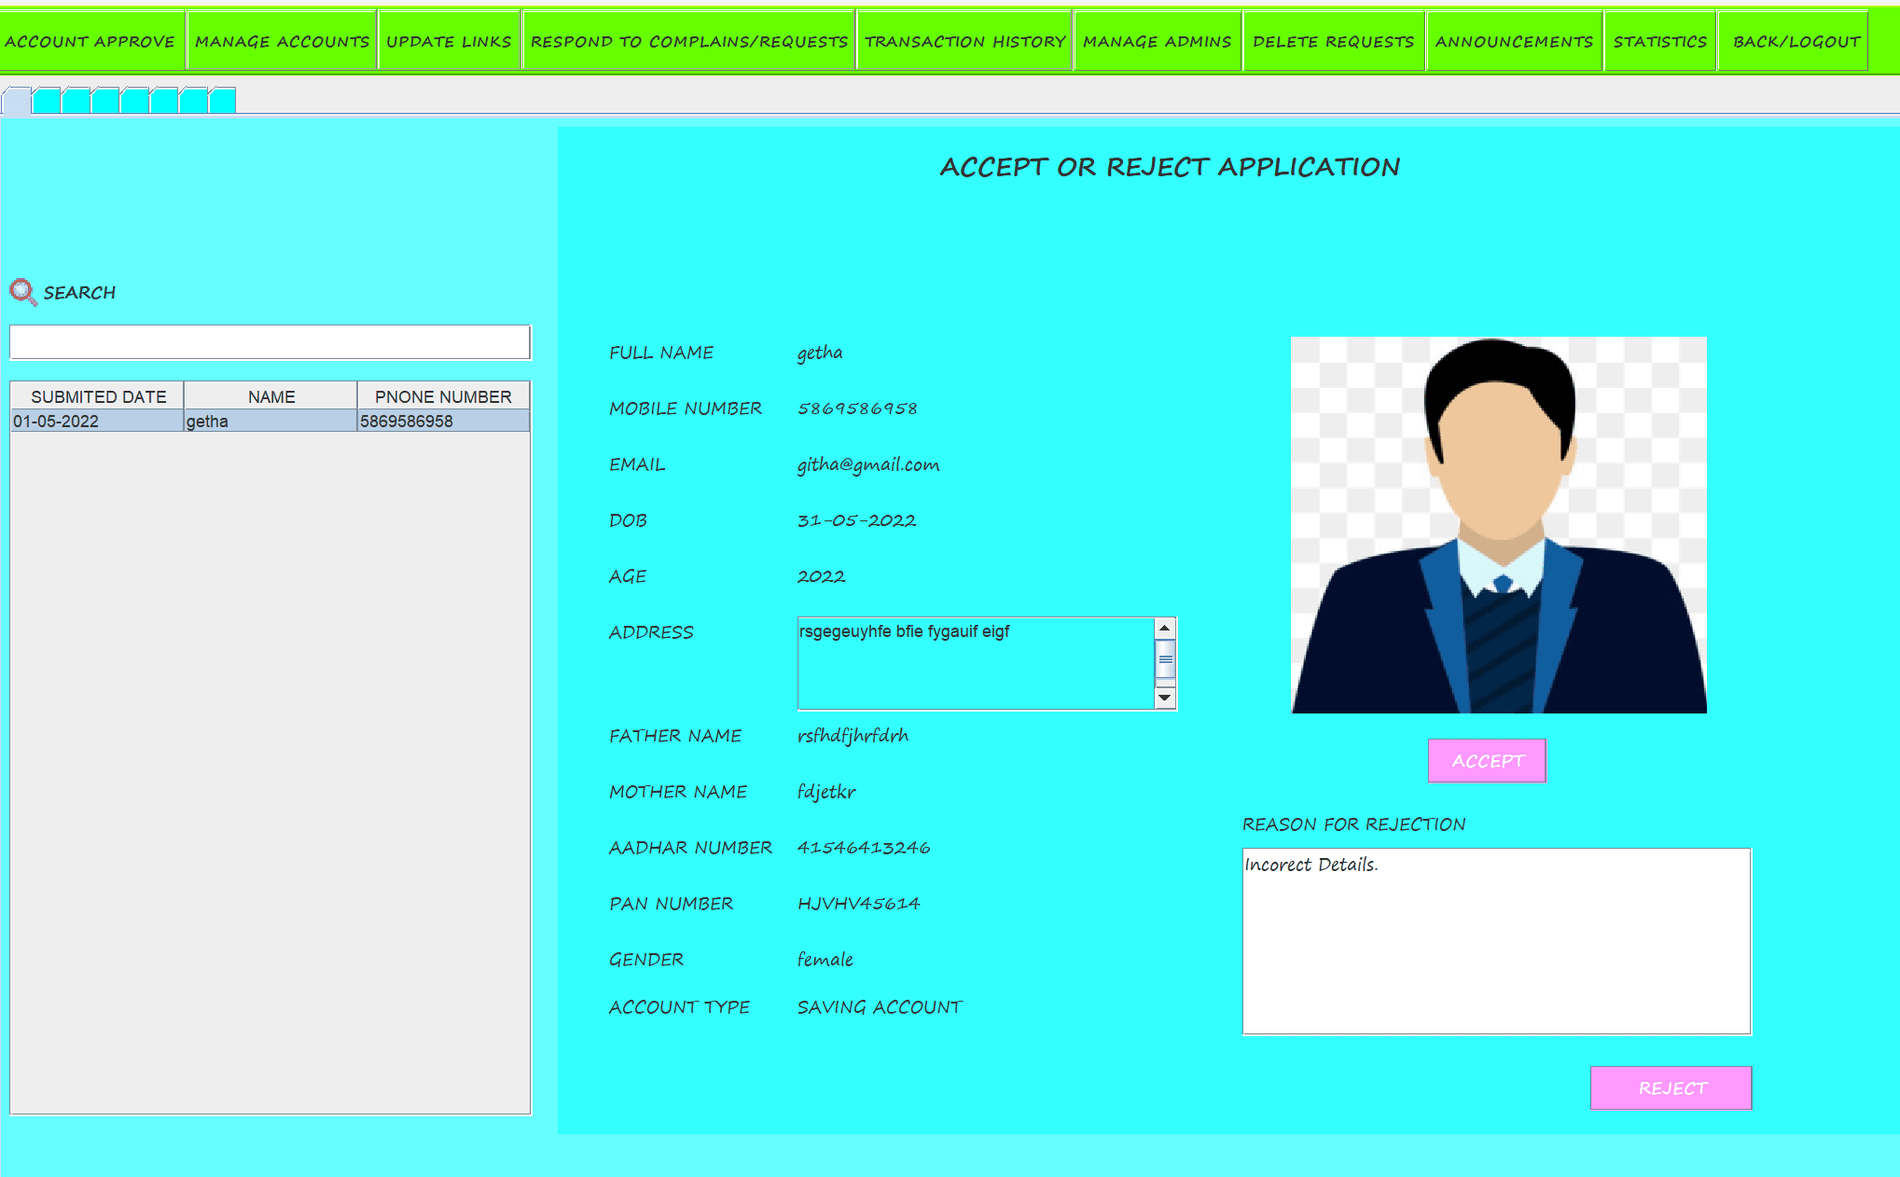 ACCOUNT APPROVE MANAGE ACCOUNTS UPDATE LINKS RESPOND TO COMPLAINS/REQUESTS TRANSACTION HISTORY MANAGE ADMINS DELETE REQUESTS ANNOUNCEMENTS STATISTICS BACK/LOGOUT
ACCEPT OR REJECT APPLICATION
SEARCH
SUBMITED DATE NAME PNONE NUMBER
01-05-2022 getha 5869586958
FULL NAME getha
MOBILE NUMBER 5869586958
EMAIL githa@gmail.com
DOB 31-05-2022
AGE 2022
ADDRESS rsgegeuyhfe bfie fygauif eigf
FATHER NAME rsfhdfjhrfdrh
MOTHER NAME fdjetkr
AADHAR NUMBER 41546413246
PAN NUMBER HJVHV45614
GENDER female
ACCOUNT TYPE SAVING ACCOUNT
ACCEPT
REASON FOR REJECTION
Incorect Details.
REJECT